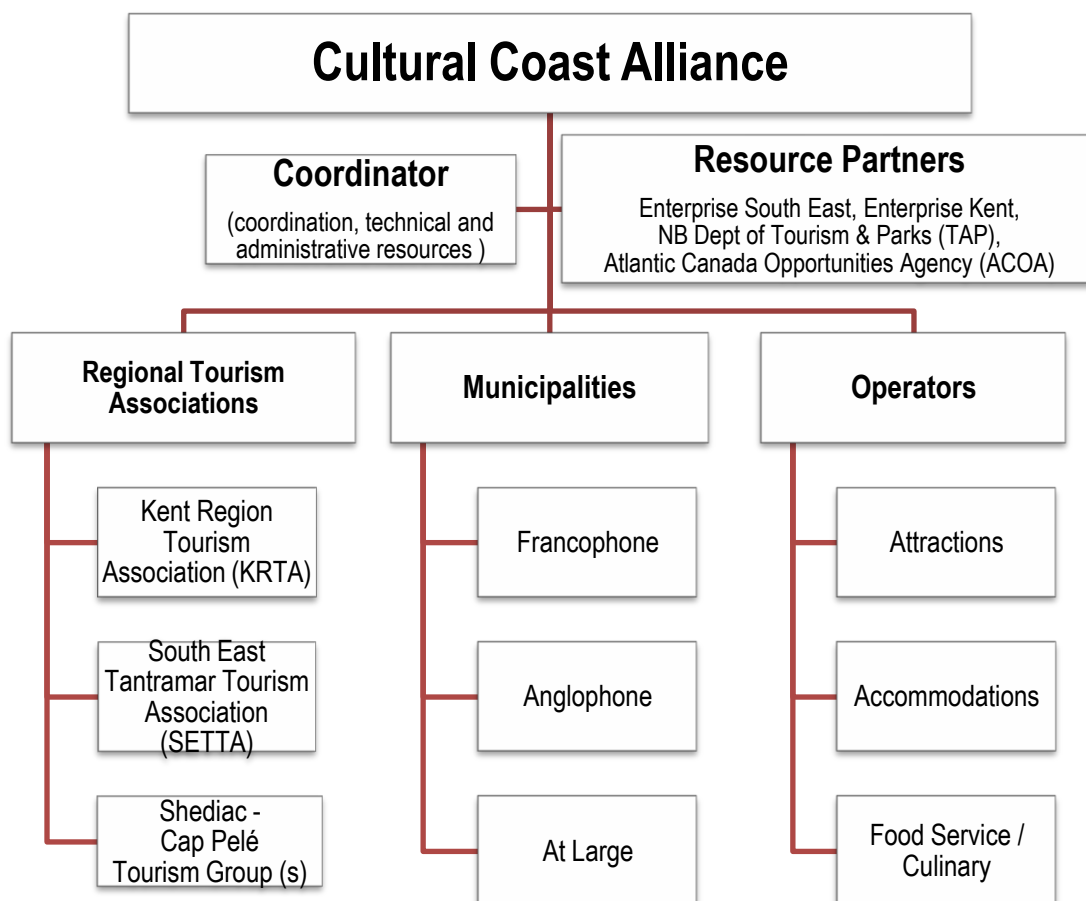 Cultural Coast Alliance
Coordinator
(coordination, technical and
administrative resources )
Resource Partners
Enterprise South East, Enterprise Kent,
NB Dept of Tourism & Parks (TAP),
Atlantic Canada Opportunities Agency (ACOA)
Regional Tourism
Associations
Kent Region
Tourism
Association (KRTA)
South East
Tantramar Tourism
Association
(SETTA)
Shediac -
Cap Pelé
Tourism Group (s)
Municipalities
Francophone
Anglophone
At Large
Operators
Attractions
Accommodations
Food Service /
Culinary